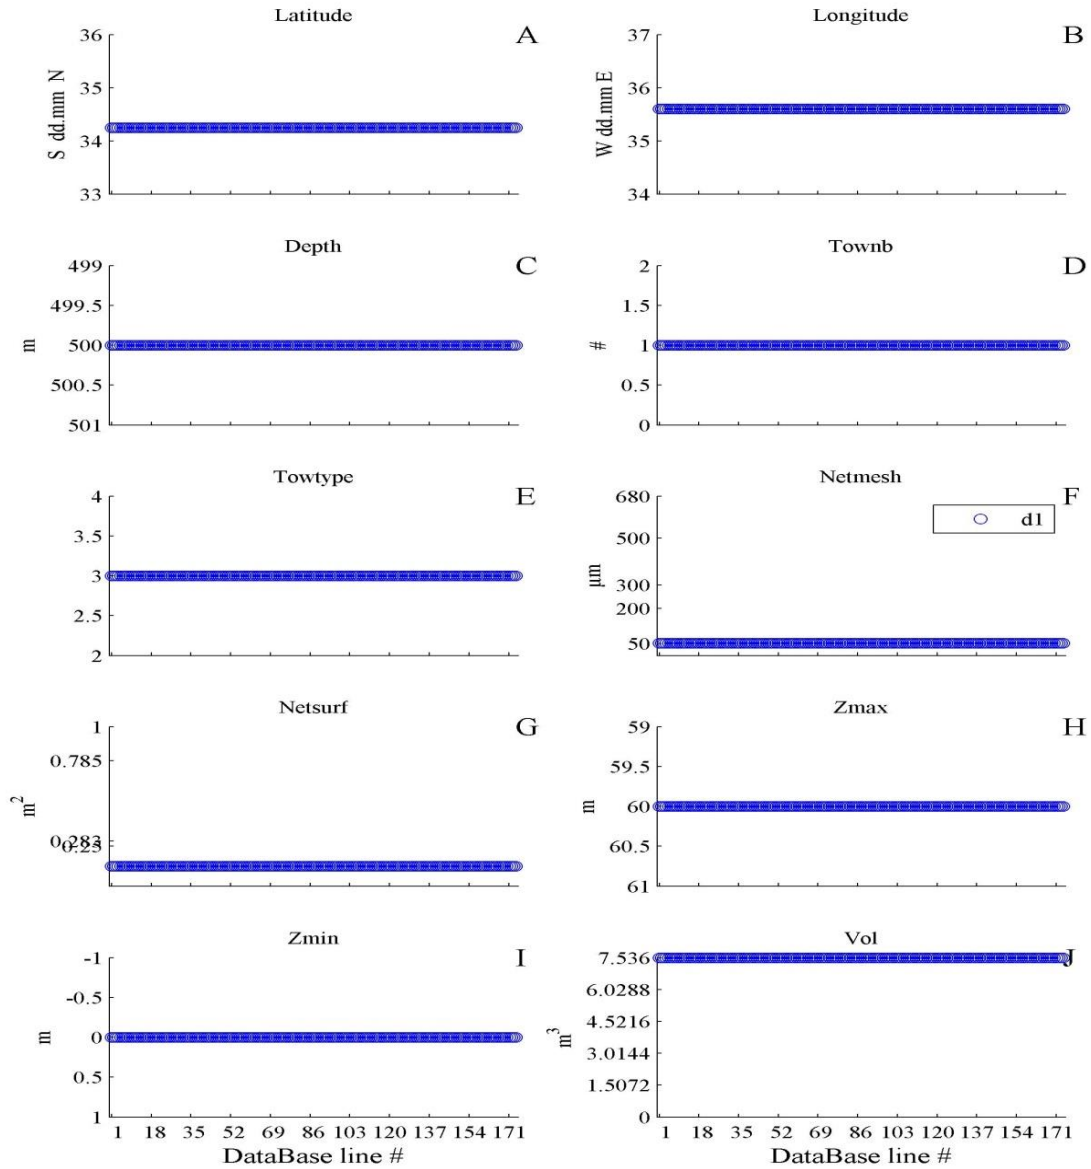 Latitude
A
36
35
34
33
S dd.mm N
Longitude
B
37
36
35
34
W dd.mm E
Depth
C
499
499.5
500
500.5
501
m
Townb
D
2
1.5
1
0.5
0
#
Towtype
E
4
3.5
3
2.5
2
Netmesh
F
680
500
300
200
50
µm
d1
Netsurf
G
1
0.785
0.283
0.25
m2
Zmax
H
59
59.5
60
60.5
61
m
Zmin
I
-1
-0.5
0
0.5
1
m
1 18 35 52 69 86 103 120 137 154 171
DataBase line #
Vol
J
7.536
6.0288
4.5216
3.0144
1.5072
0
m3
1 18 35 52 69 86 103 120 137 154 171
DataBase line #